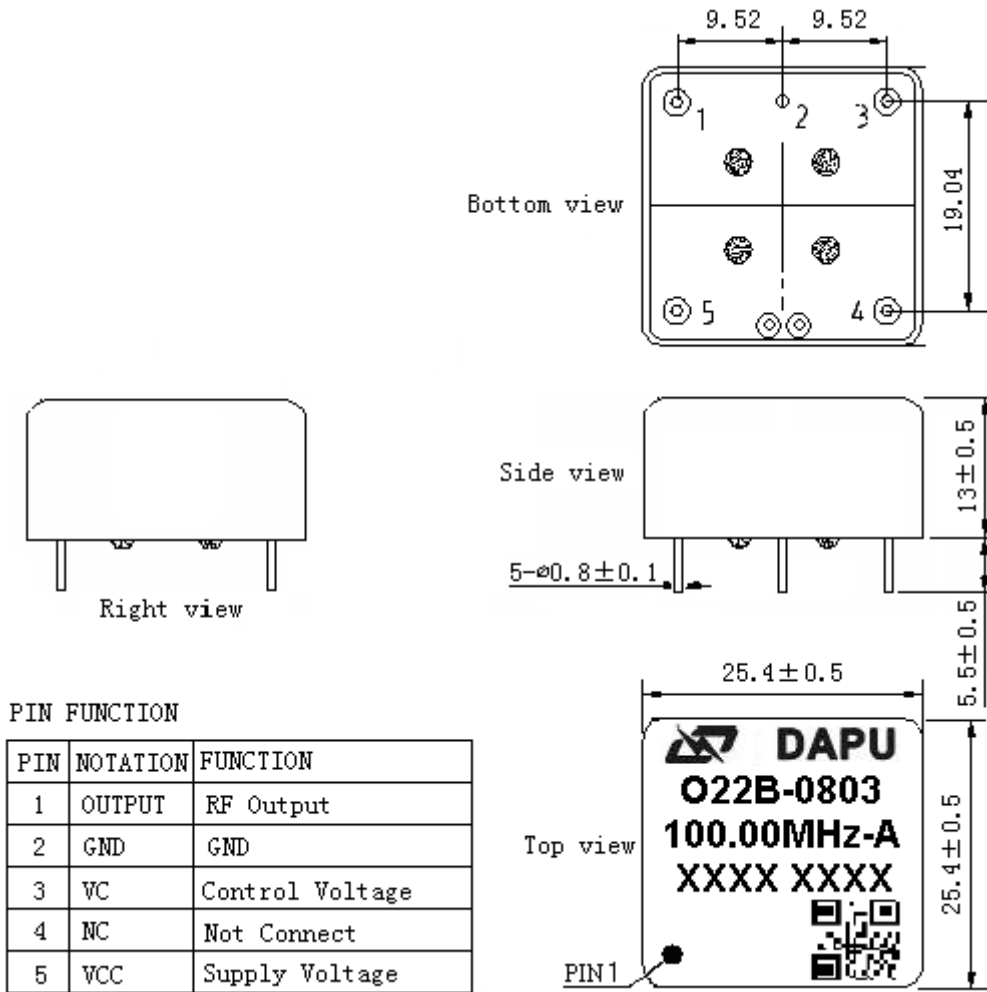 9.52 9.52
1 2 3
Bottom view
19.04
5 4
Side view
13±0.5
5-⌀0.8±0.1
Right view
5.5±0.5
25.4±0.5
PIN FUNCTION
PIN NOTATION FUNCTION
1 OUTPUT RF Output
2 GND GND
3 VC Control Voltage
4 NC Not Connect
5 VCC Supply Voltage
DAPU
O22B-0803
100.00MHz-A
XXXX XXXX
Top view
25.4±0.5
PIN1